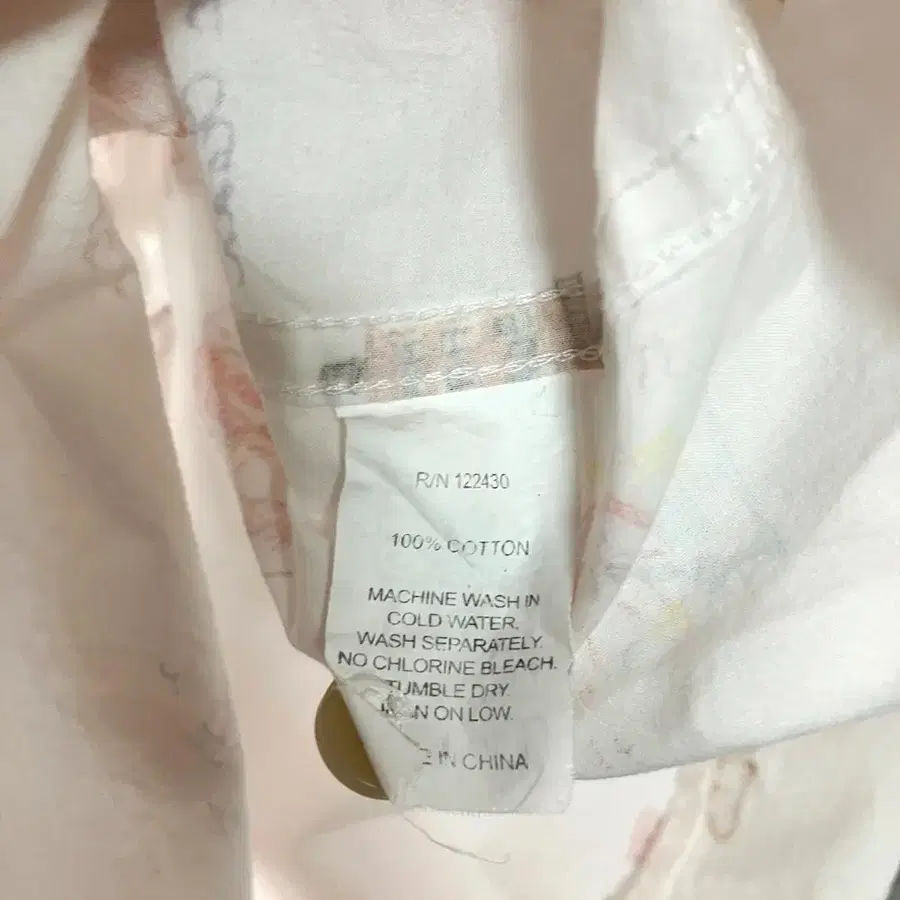 R/N 122430
100% COTTON
MACHINE WASH IN
COLD WATER.
WASH SEPARATELY.
NO CHLORINE BLEACH.
TUMBLE DRY.
ON LOW.
IN CHINA